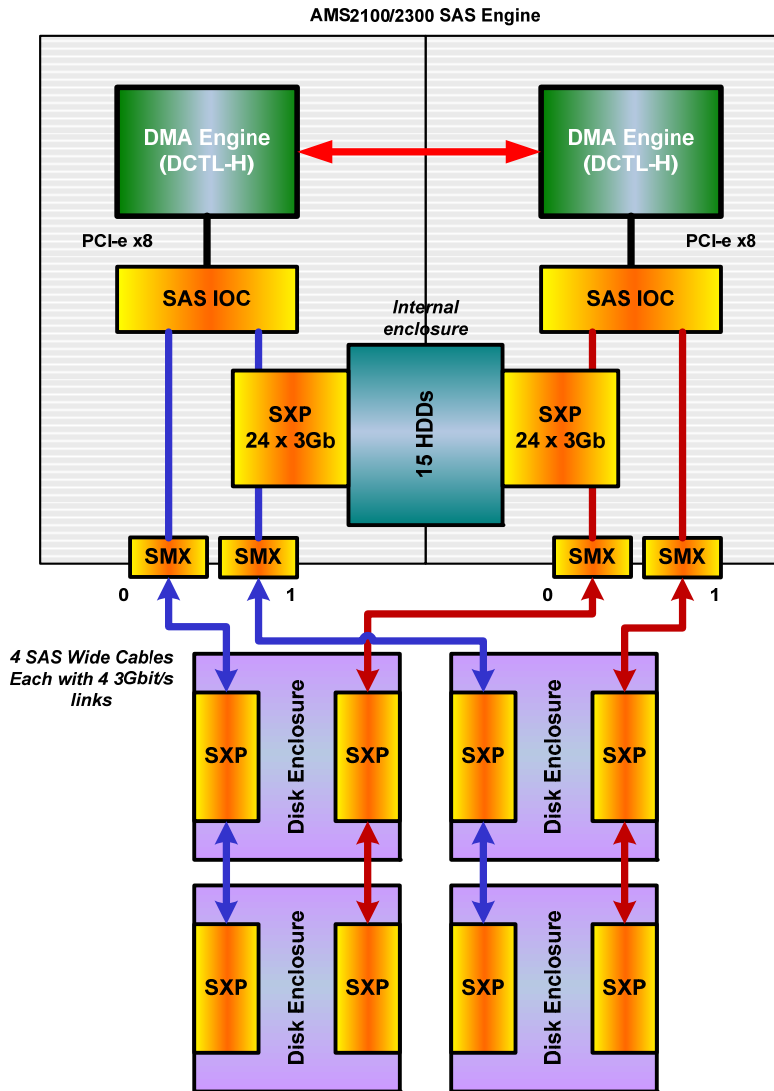 AMS2100/2300 SAS Engine
DMA Engine
(DCTL-H)
DMA Engine
(DCTL-H)
PCI-e x8
PCI-e x8
SAS IOC
SAS IOC
Internal
enclosure
SXP
24 x 3Gb
15 HDDs
SXP
24 x 3Gb
SMX
SMX
SMX
SMX
0
1
0
1
4 SAS Wide Cables
Each with 4 3Gbit/s
links
SXP
Disk Enclosure
SXP
SXP
Disk Enclosure
SXP
SXP
Disk Enclosure
SXP
SXP
Disk Enclosure
SXP